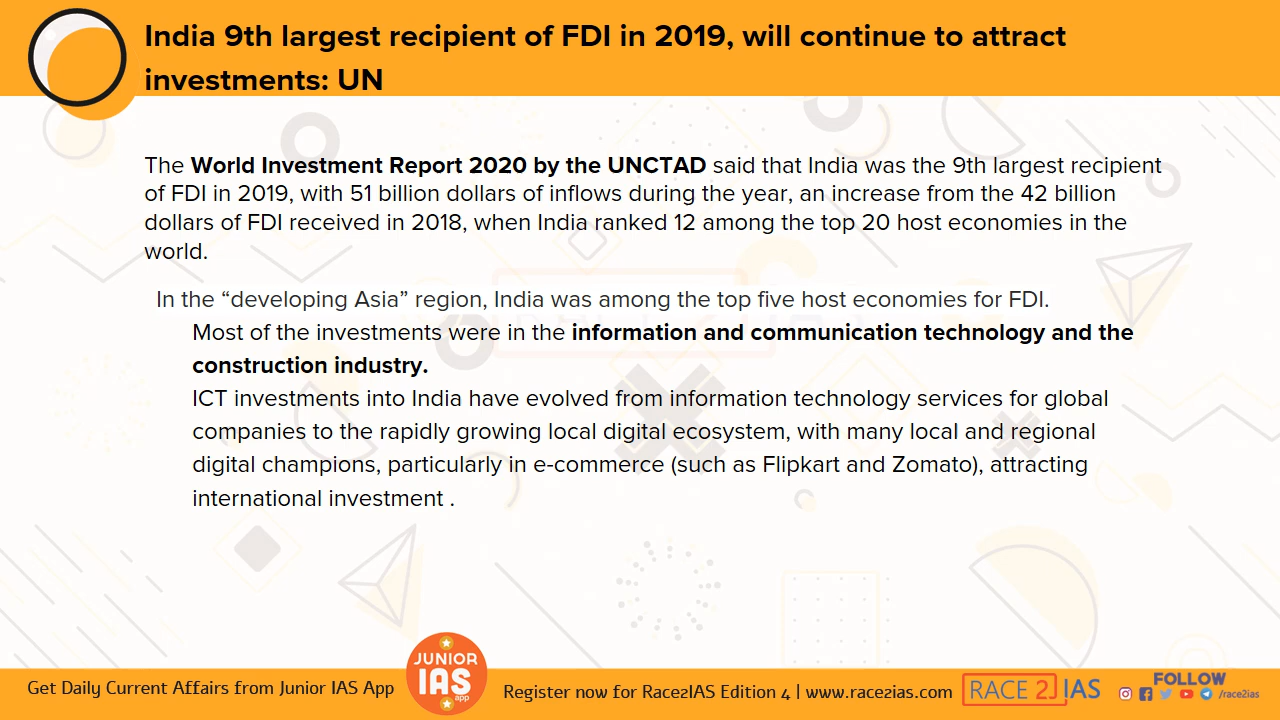 India 9th largest recipient of FDI in 2019, will continue to attract
investments: UN
The World Investment Report 2020 by the UNCTAD said that India was the 9th largest recipient
of FDI in 2019, with 51 billion dollars of inflows during the year, an increase from the 42 billion
dollars of FDI received in 2018, when India ranked 12 among the top 20 host economies in the
world.
In the “developing Asia” region, India was among the top five host economies for FDI.
Most of the investments were in the information and communication technology and the
construction industry.
ICT investments into India have evolved from information technology services for global
companies to the rapidly growing local digital ecosystem, with many local and regional
digital champions, particularly in e-commerce (such as Flipkart and Zomato), attracting
international investment .
Get Daily Current Affairs from Junior IAS App
JUNIOR
IAS
app
Register now for Race2IAS Edition 4 | www.race2ias.com
RACE 2 IAS
FOLLOW
/race2ias